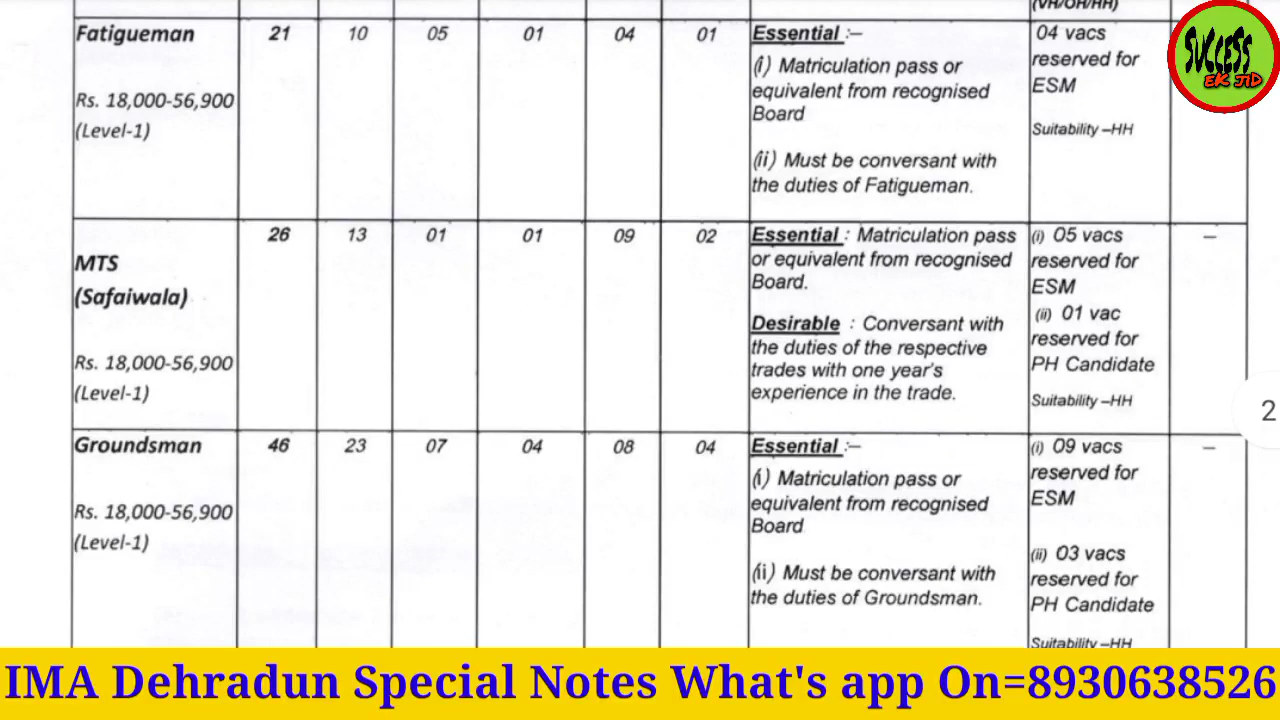 (VH/OH/HH)
Fatigueman 21 10 05 01 04 01 Essential :– 04 vacs
(i) Matriculation pass or reserved for
equivalent from recognised ESM
Board
Rs. 18,000-56,900
(Level-1) Suitability –HH
(ii) Must be conversant with
the duties of Fatigueman.
26 13 01 01 09 02 Essential : Matriculation pass (i) 05 vacs –
MTS or equivalent from recognised reserved for
(Safaiwala) Board. ESM
(ii) 01 vac
Desirable : Conversant with reserved for
Rs. 18,000-56,900 the duties of the respective PH Candidate
(Level-1) trades with one year's
experience in the trade. Suitability –HH
Groundsman 46 23 07 04 08 04 Essential :– (i) 09 vacs –
(i) Matriculation pass or reserved for
equivalent from recognised ESM
Rs. 18,000-56,900 Board
(Level-1) (ii) 03 vacs
(ii) Must be conversant with reserved for
the duties of Groundsman. PH Candidate
Suitability –HH
SUCCESS
EK JID
2
IMA Dehradun Special Notes What's app On=8930638526